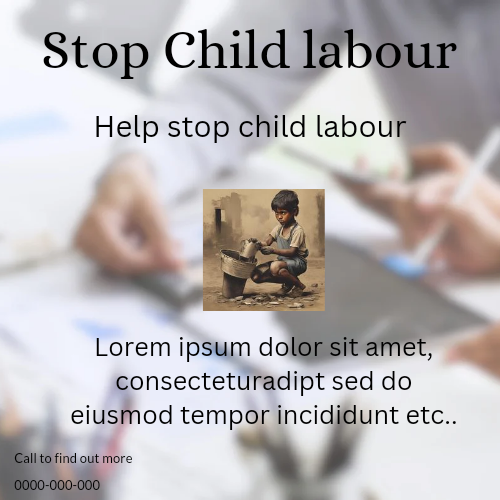 Stop Child labour
Help stop child labour
Lorem ipsum dolor sit amet,
consecteturadipt sed do
eiusmod tempor incididunt etc..
Call to find out more
0000-000-000